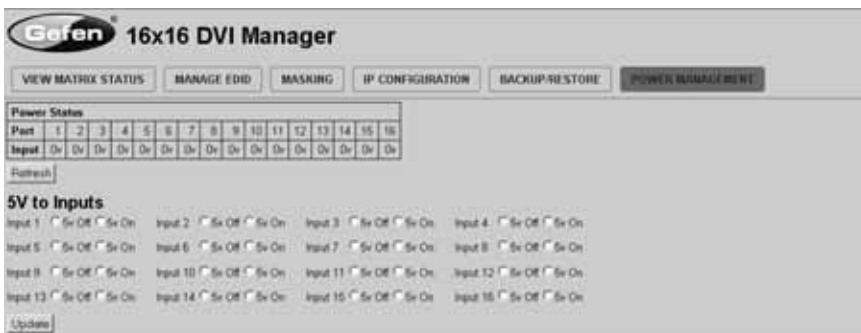 Gefen ® 16x16 DVI Manager
VIEW MATRIX STATUS MANAGE EDID MASKING IP CONFIGURATION BACKUP/RESTORE POWER MANAGEMENT
Power Status
Port 1 2 3 4 5 6 7 8 9 10 11 12 13 14 15 16
Input 0v 0v 0v 0v 0v 0v 0v 0v 0v 0v 0v 0v 0v 0v 0v 0v
Refresh
5V to Inputs
Input 1 5v Off 5v On Input 2 5v Off 5v On Input 3 5v Off 5v On Input 4 5v Off 5v On
Input 5 5v Off 5v On Input 6 5v Off 5v On Input 7 5v Off 5v On Input 8 5v Off 5v On
Input 9 5v Off 5v On Input 10 5v Off 5v On Input 11 5v Off 5v On Input 12 5v Off 5v On
Input 13 5v Off 5v On Input 14 5v Off 5v On Input 15 5v Off 5v On Input 16 5v Off 5v On
Update